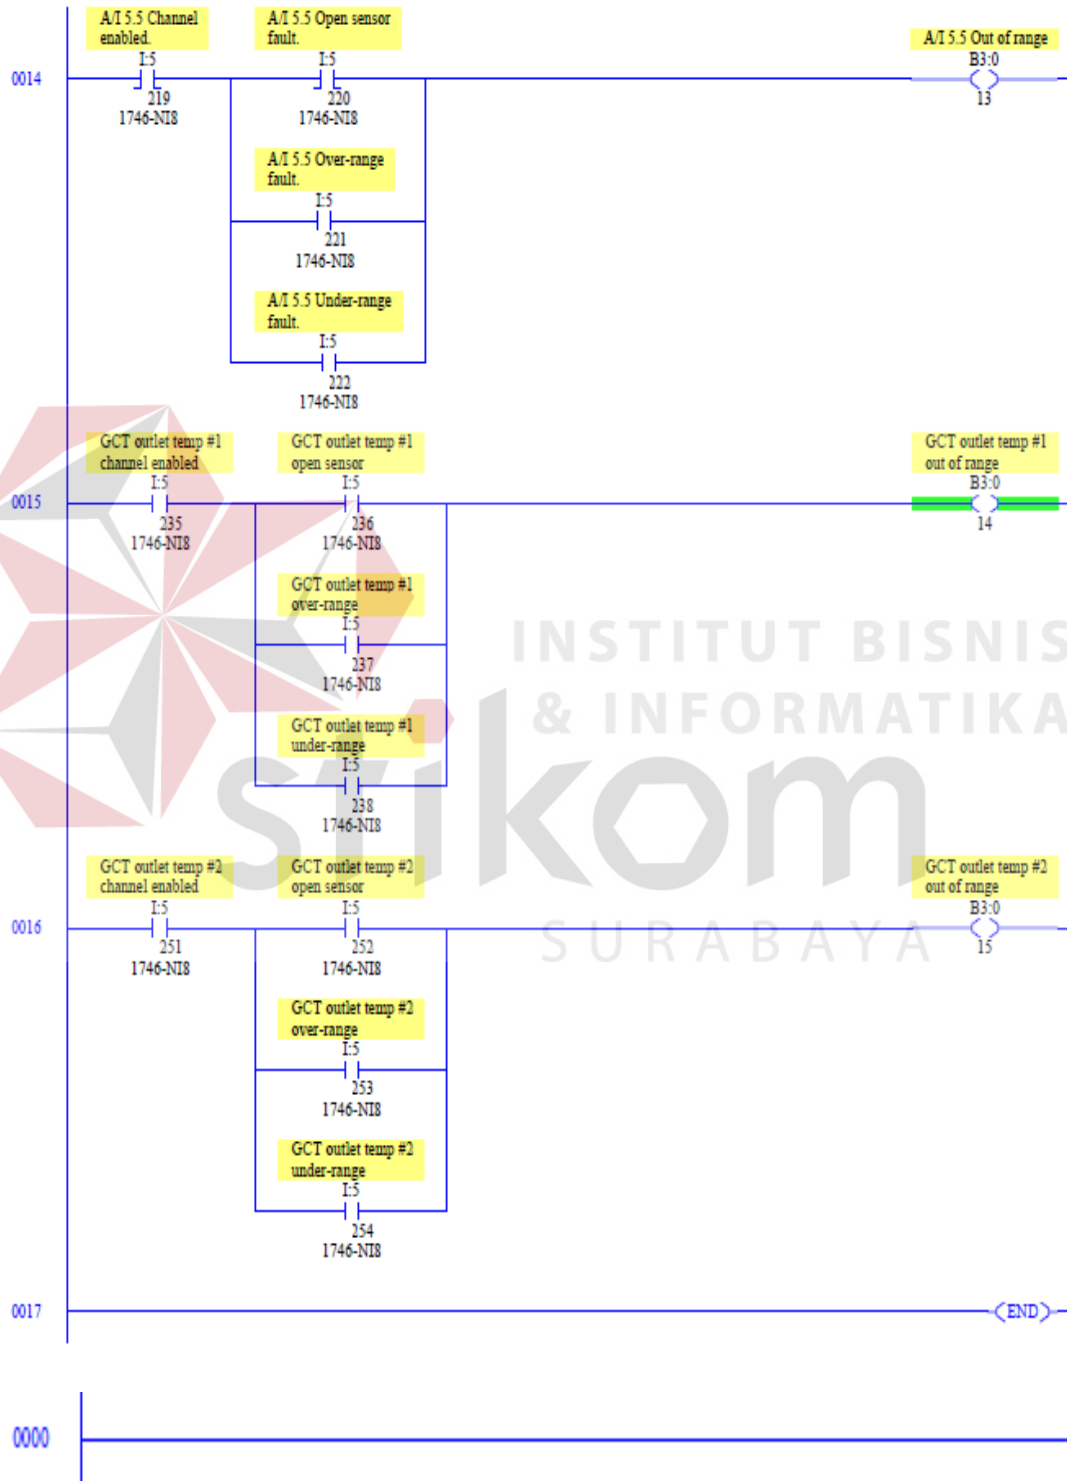 A/I 5.5 Channel
enabled.
I:5
219
1746-NI8
A/I 5.5 Open sensor
fault.
I:5
220
1746-NI8
A/I 5.5 Out of range
B3:0
13
0014
A/I 5.5 Over-range
fault.
I:5
221
1746-NI8
A/I 5.5 Under-range
fault.
I:5
222
1746-NI8
GCT outlet temp #1
channel enabled
I:5
235
1746-NI8
GCT outlet temp #1
open sensor
I:5
236
1746-NI8
GCT outlet temp #1
out of range
B3:0
14
0015
GCT outlet temp #1
over-range
I:5
237
1746-NI8
GCT outlet temp #1
under-range
I:5
238
1746-NI8
INSTITUT BISNIS
& INFORMATIKA
stikom
SURABAYA
GCT outlet temp #2
channel enabled
I:5
251
1746-NI8
GCT outlet temp #2
open sensor
I:5
252
1746-NI8
GCT outlet temp #2
out of range
B3:0
15
0016
GCT outlet temp #2
over-range
I:5
253
1746-NI8
GCT outlet temp #2
under-range
I:5
254
1746-NI8
0017
END
0000